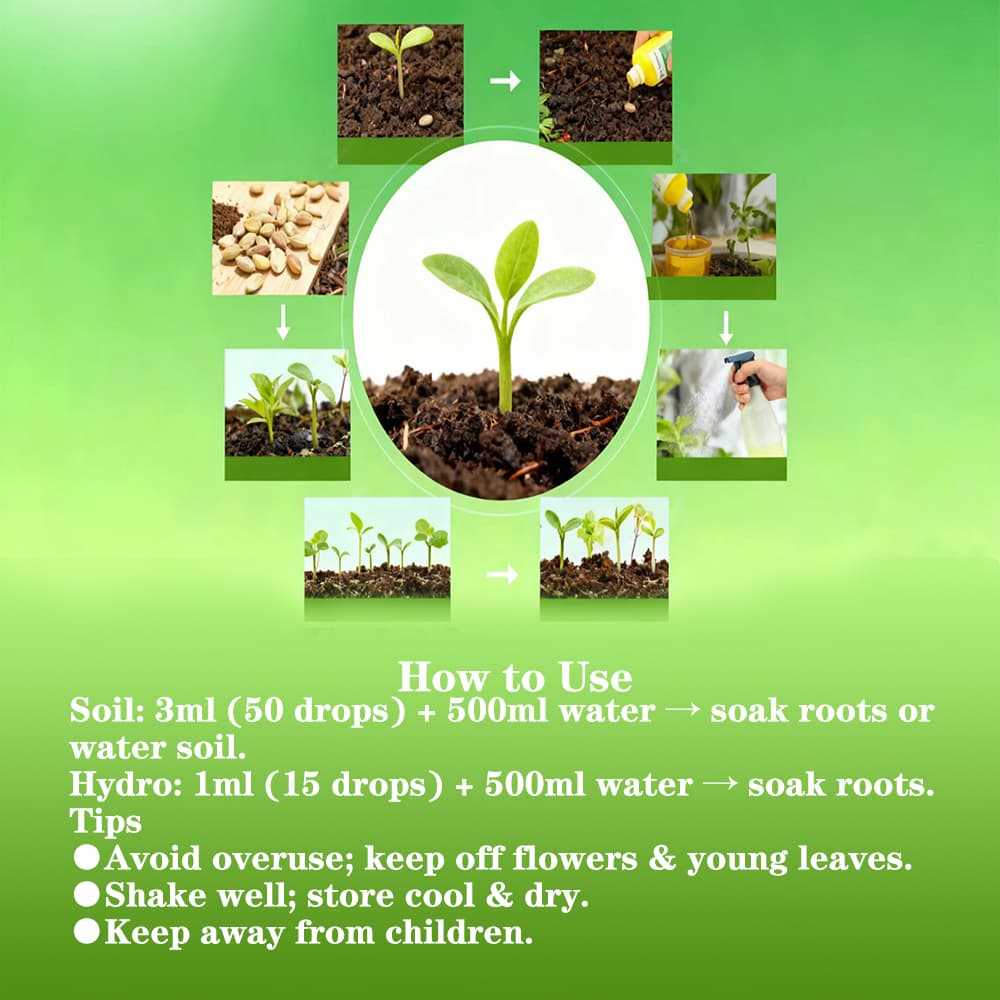 How to Use
Soil: 3ml (50 drops) + 500ml water → soak roots or
water soil.
Hydro: 1ml (15 drops) + 500ml water → soak roots.
Tips
●Avoid overuse; keep off flowers & young leaves.
●Shake well; store cool & dry.
●Keep away from children.